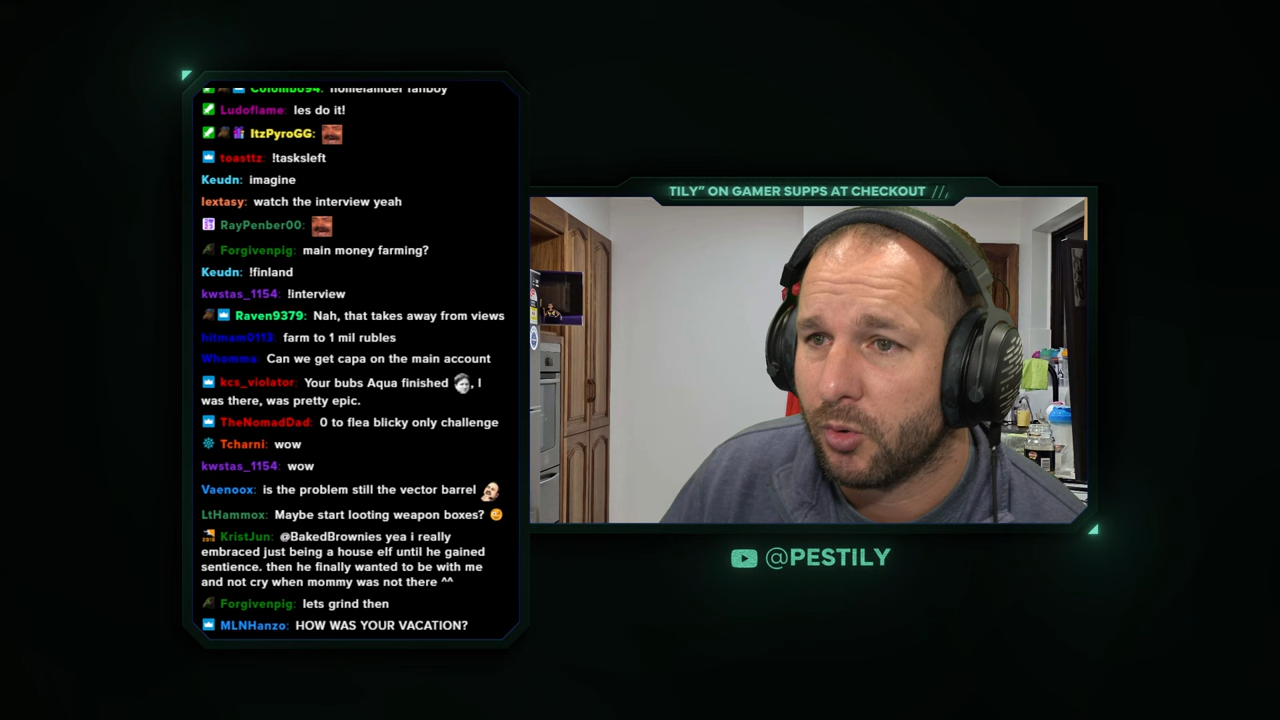 Colombo94: homelander fanboy
Ludoflame: les do it!
ItzPyroGG:
toasttz: !tasksleft
Keudn: imagine
lextasy: watch the interview yeah
RayPenber00:
Forgivenpig: main money farming?
Keudn: !finland
kwstas_1154: !interview
Raven9379: Nah, that takes away from views
hitmam0113: farm to 1 mil rubles
Whomma: Can we get capa on the main account
kcs_violator: Your bubs Aqua finished , I
was there, was pretty epic.
TheNomadDad: 0 to flea blicky only challenge
Tcharni: wow
kwstas_1154: wow
Vaenoox: is the problem still the vector barrel
LtHammox: Maybe start looting weapon boxes?
KristJun: @BakedBrownies yea i really
embraced just being a house elf until he gained
sentience. then he finally wanted to be with me
and not cry when mommy was not there ^^
Forgivenpig: lets grind then
MLNHanzo: HOW WAS YOUR VACATION?
TILY" ON GAMER SUPPS AT CHECKOUT //,
@PESTILY